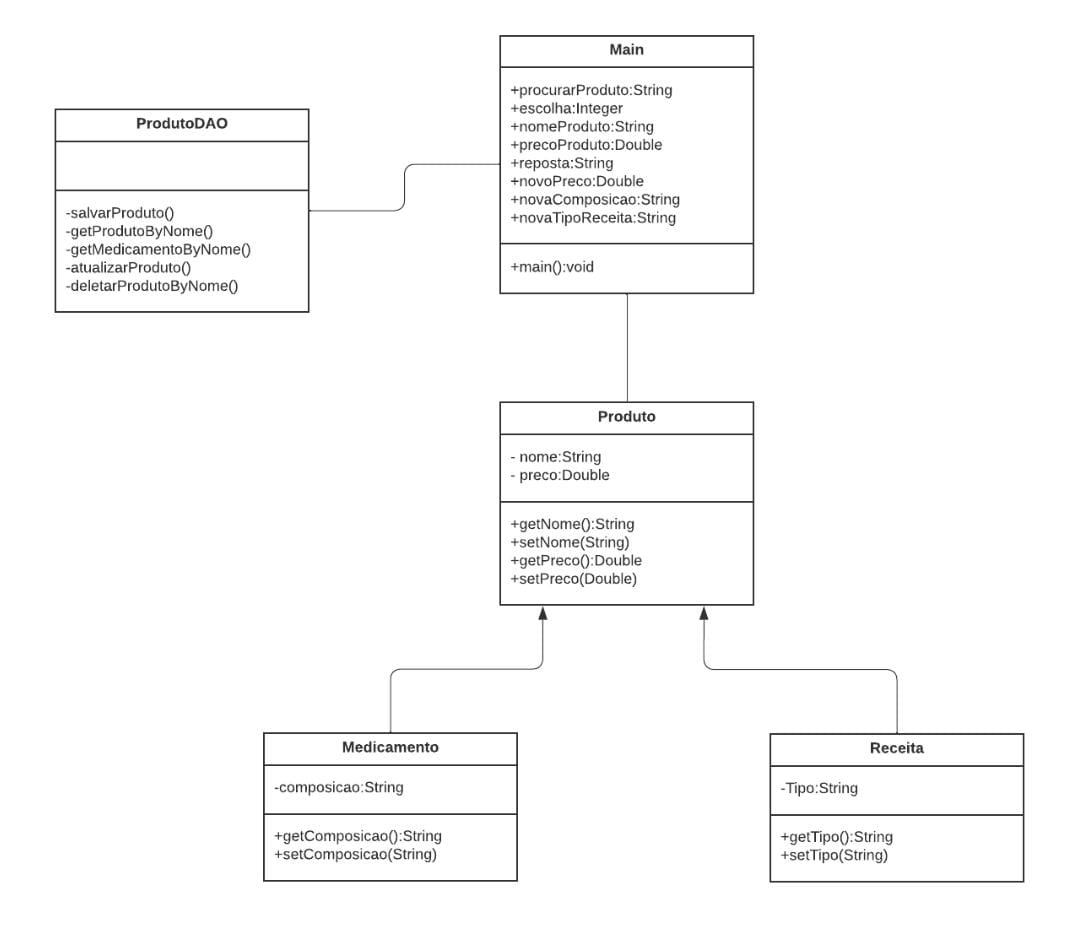 Main
+procurarProduto:String
+escolha:Integer
+nomeProduto:String
+precoProduto:Double
+reposta:String
+novoPreco:Double
+novaComposicao:String
+novaTipoReceita:String
+main():void
ProdutoDAO
-salvarProduto()
-getProdutoByNome()
-getMedicamentoByNome()
-atualizarProduto()
-deletarProdutoByNome()
Produto
- nome:String
- preco:Double
+getNome():String
+setNome(String)
+getPreco():Double
+setPreco(Double)
Medicamento
-composicao:String
+getComposicao():String
+setComposicao(String)
Receita
-Tipo:String
+getTipo():String
+setTipo(String)